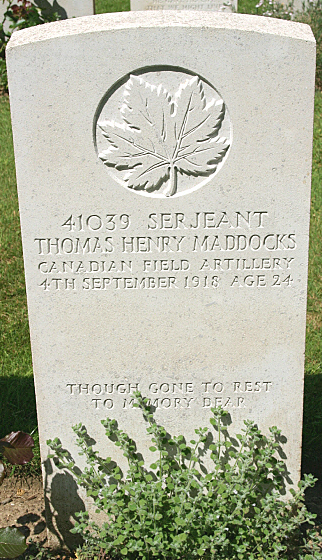 41039 SERJEANT
THOMAS HENRY MADDOCKS
CANADIAN FIELD ARTILLERY
4TH SEPTEMBER 1918 AGE 24
THOUGH GONE TO REST
TO MEMORY DEAR